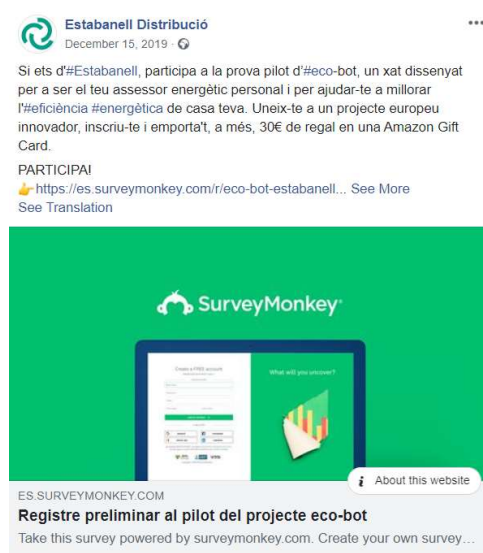 Estabanell Distribució
December 15, 2019 ·
Si ets d'#Estabanell, participa a la prova pilot d'#eco-bot, un xat dissenyat
per a ser el teu assessor energètic personal i per ajudar-te a millorar
l'#eficiència #energètica de casa teva. Uneix-te a un projecte europeu
innovador, inscriu-te i emporta't, a més, 30€ de regal en una Amazon Gift
Card.
PARTICIPA!
👉https://es.surveymonkey.com/r/eco-bot-estabanell... See More
See Translation
SurveyMonkey
Create a FREE account
What will you uncover?
i About this website
ES.SURVEYMONKEY.COM
Registre preliminar al pilot del projecte eco-bot
Take this survey powered by surveymonkey.com. Create your own survey…